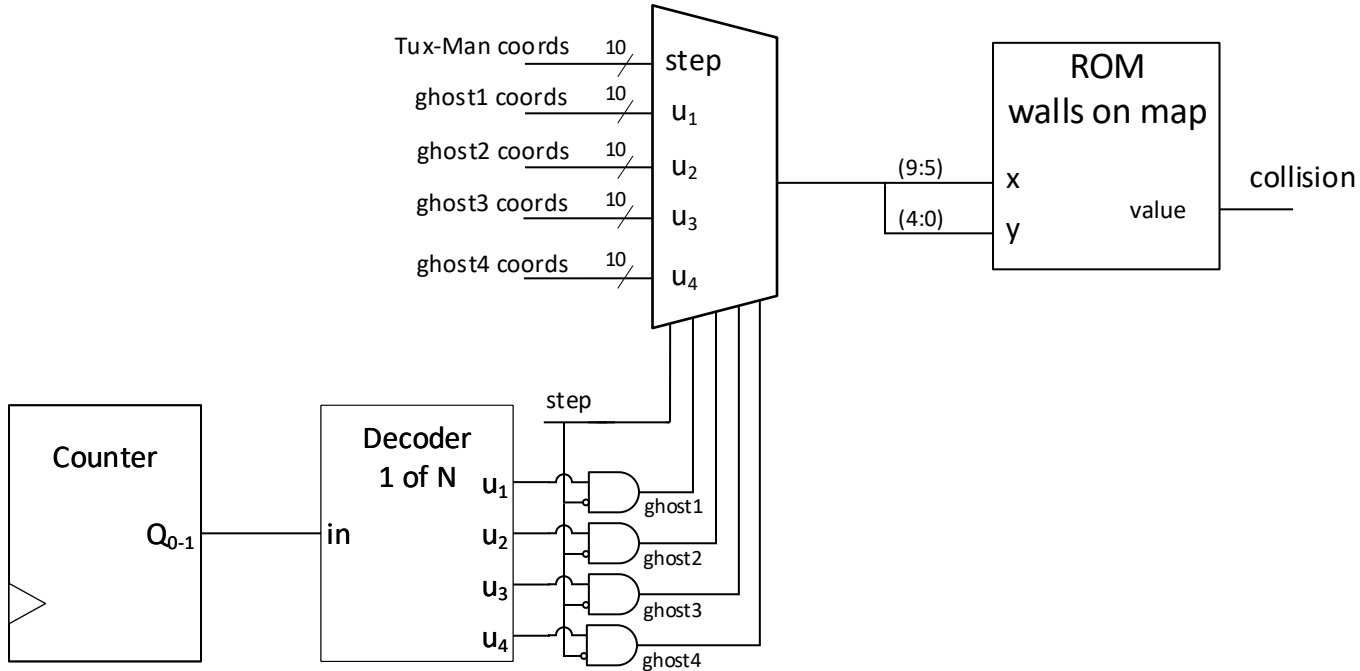 Tux-Man coords
10
step
ghost1 coords
10
u₁
ghost2 coords
10
u₂
ghost3 coords
10
u₃
ghost4 coords
10
u₄
ROM
walls on map
(9:5)
x
(4:0)
y
value
collision
Counter
Q₀₋₁
Decoder
1 of N
in
u₁
u₂
u₃
u₄
step
ghost1
ghost2
ghost3
ghost4